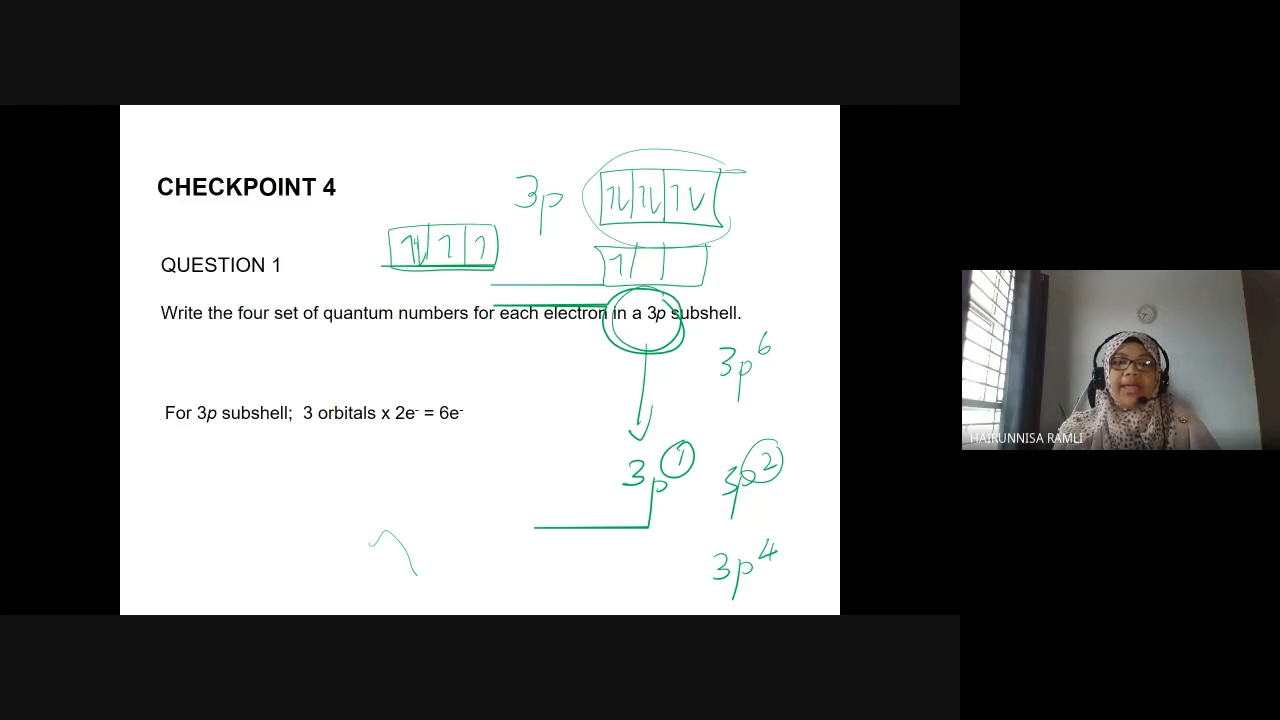 CHECKPOINT 4
3p
QUESTION 1
Write the four set of quantum numbers for each electron in a 3p subshell.
3p⁶
For 3p subshell; 3 orbitals x 2e⁻ = 6e⁻
HAIRUNNISA RAMLI
3p¹ 3p²
3p⁴